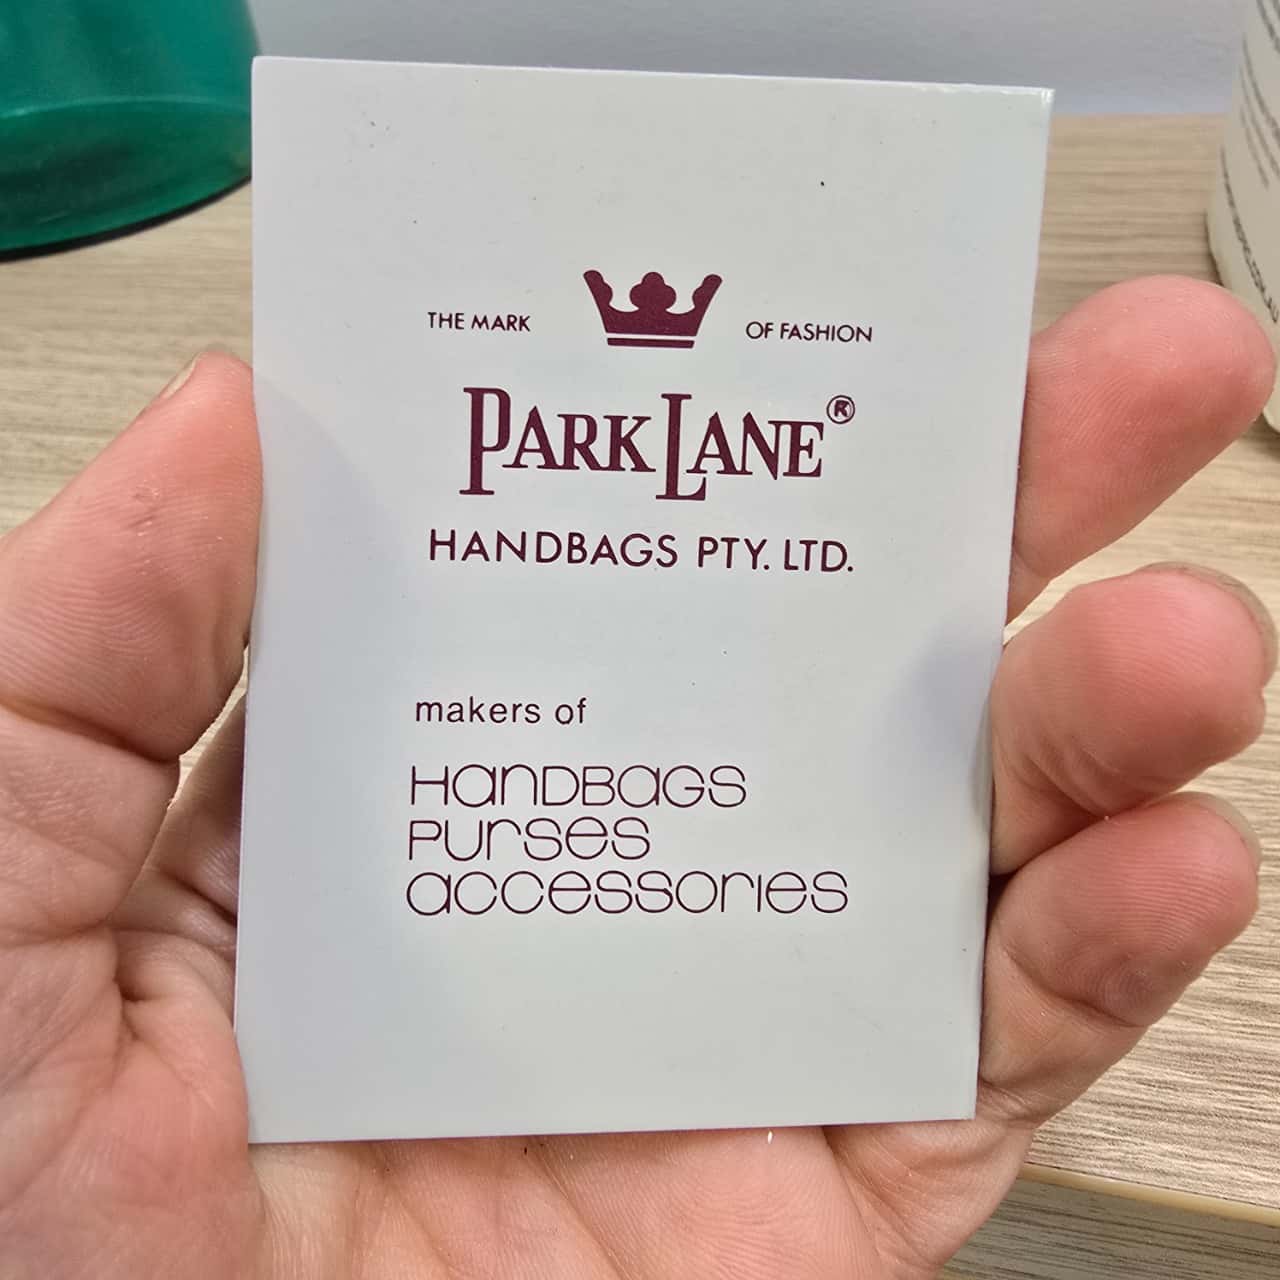 THE MARK OF FASHION
PARK LANE®
HANDBAGS PTY. LTD.
makers of
HanDBaGS
PUrSeS
accessories